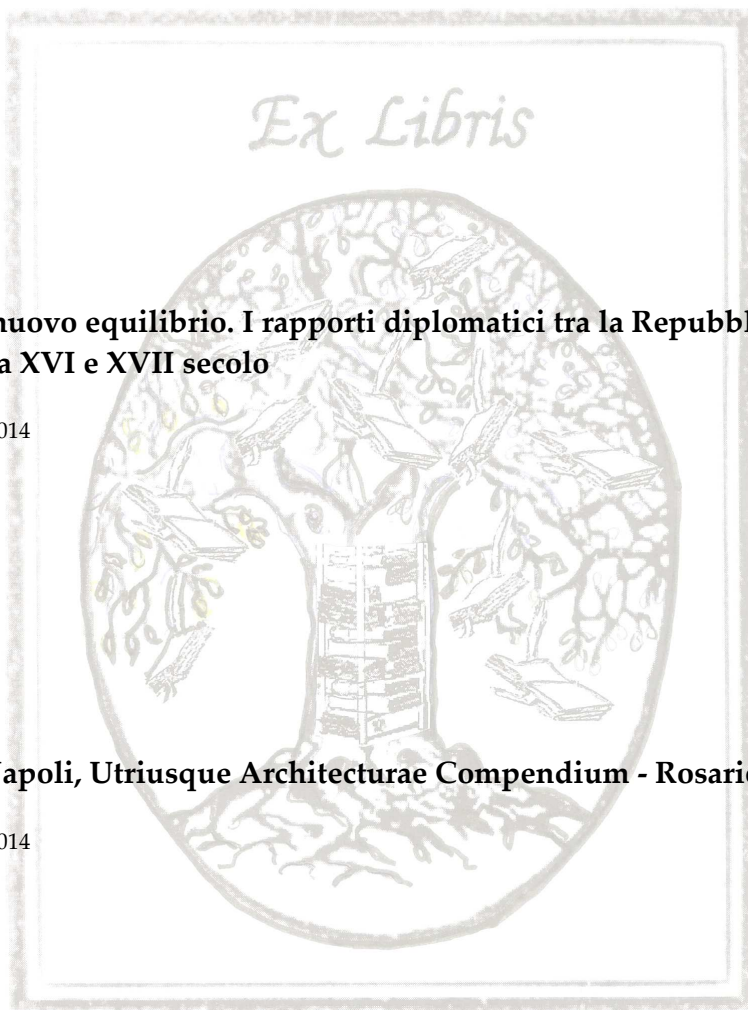 Ex Libris
nuovo equilibrio. I rapporti diplomatici tra la Repubbl
a XVI e XVII secolo
014
Napoli, Utriusque Architecturae Compendium - Rosari
014